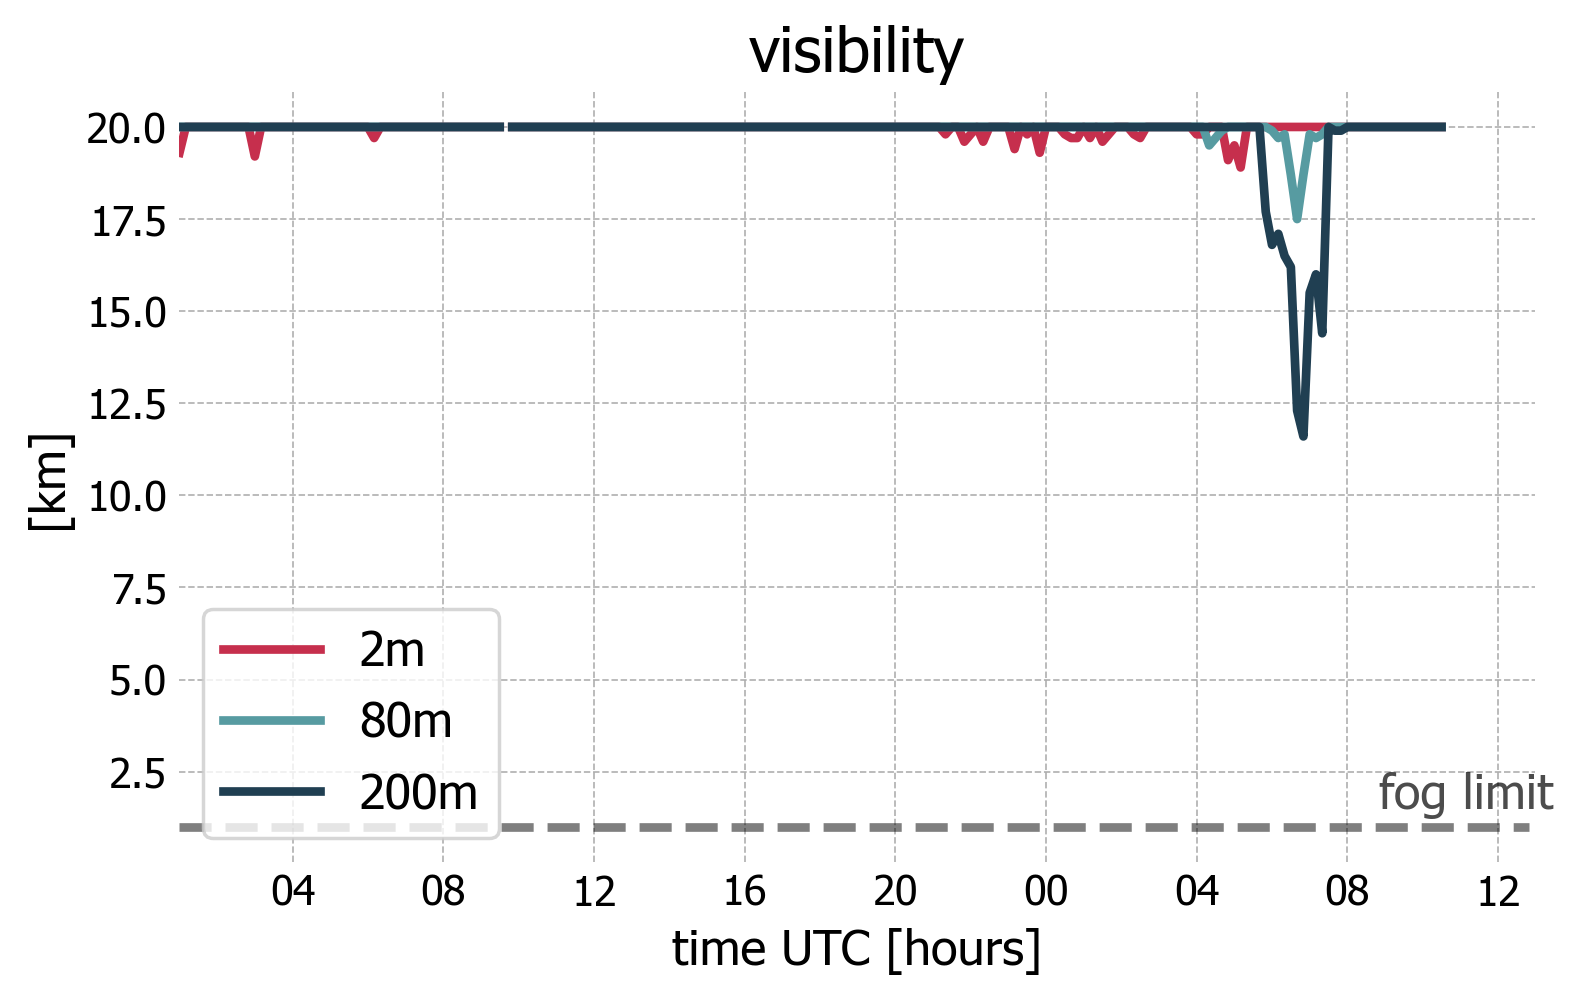 visibility
[km]
20.0
17.5
15.0
12.5
10.0
7.5
5.0
2.5
2m
80m
200m
fog limit
04 08 12 16 20 00 04 08 12
time UTC [hours]